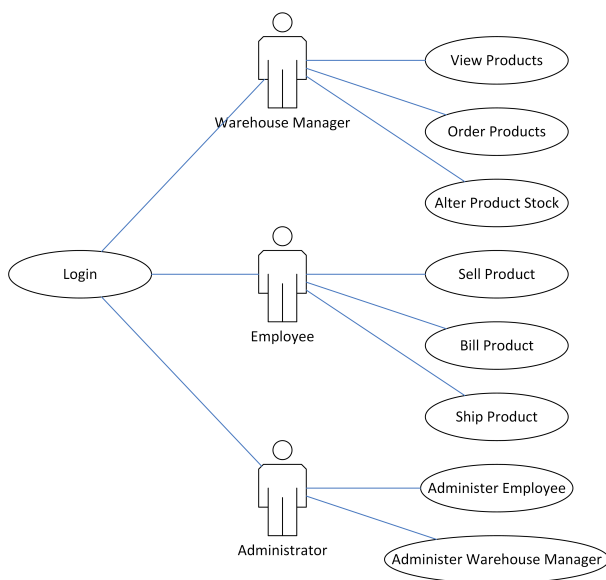 View Products
Warehouse Manager
Order Products
Alter Product Stock
Login
Sell Product
Employee
Bill Product
Ship Product
Administer Employee
Administrator
Administer Warehouse Manager